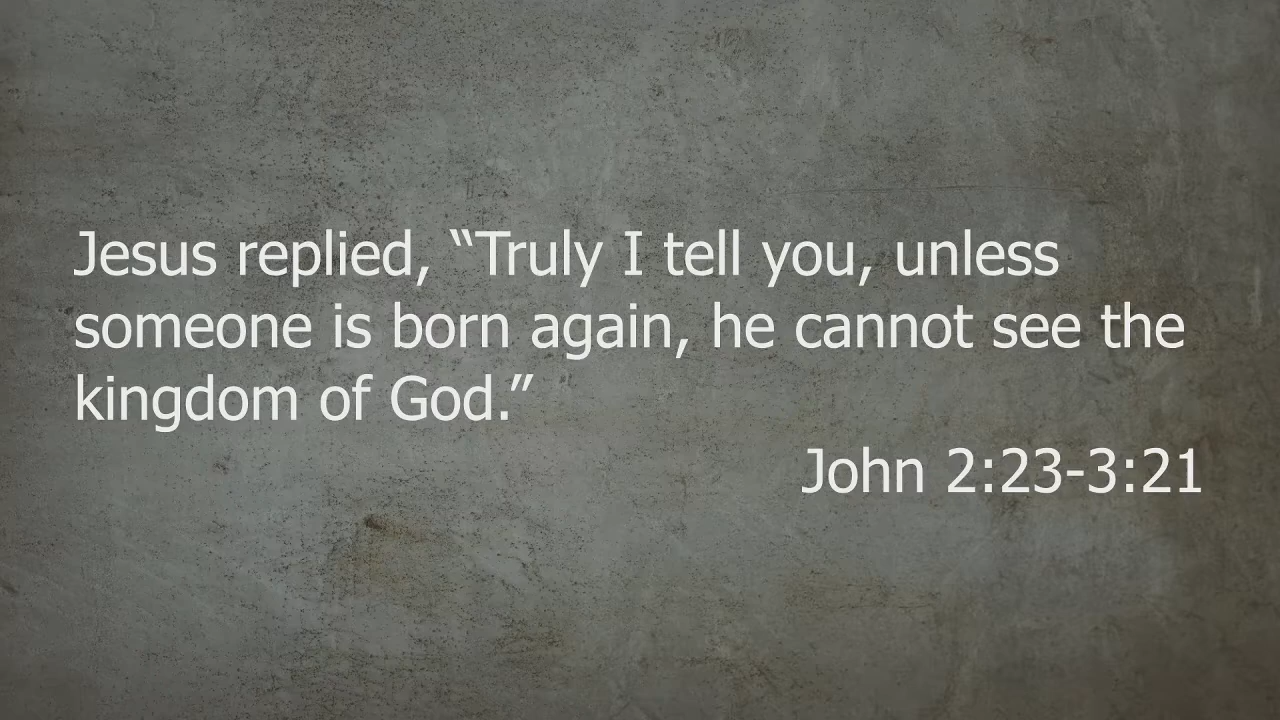 Jesus replied, “Truly I tell you, unless
someone is born again, he cannot see the
kingdom of God.”
John 2:23-3:21